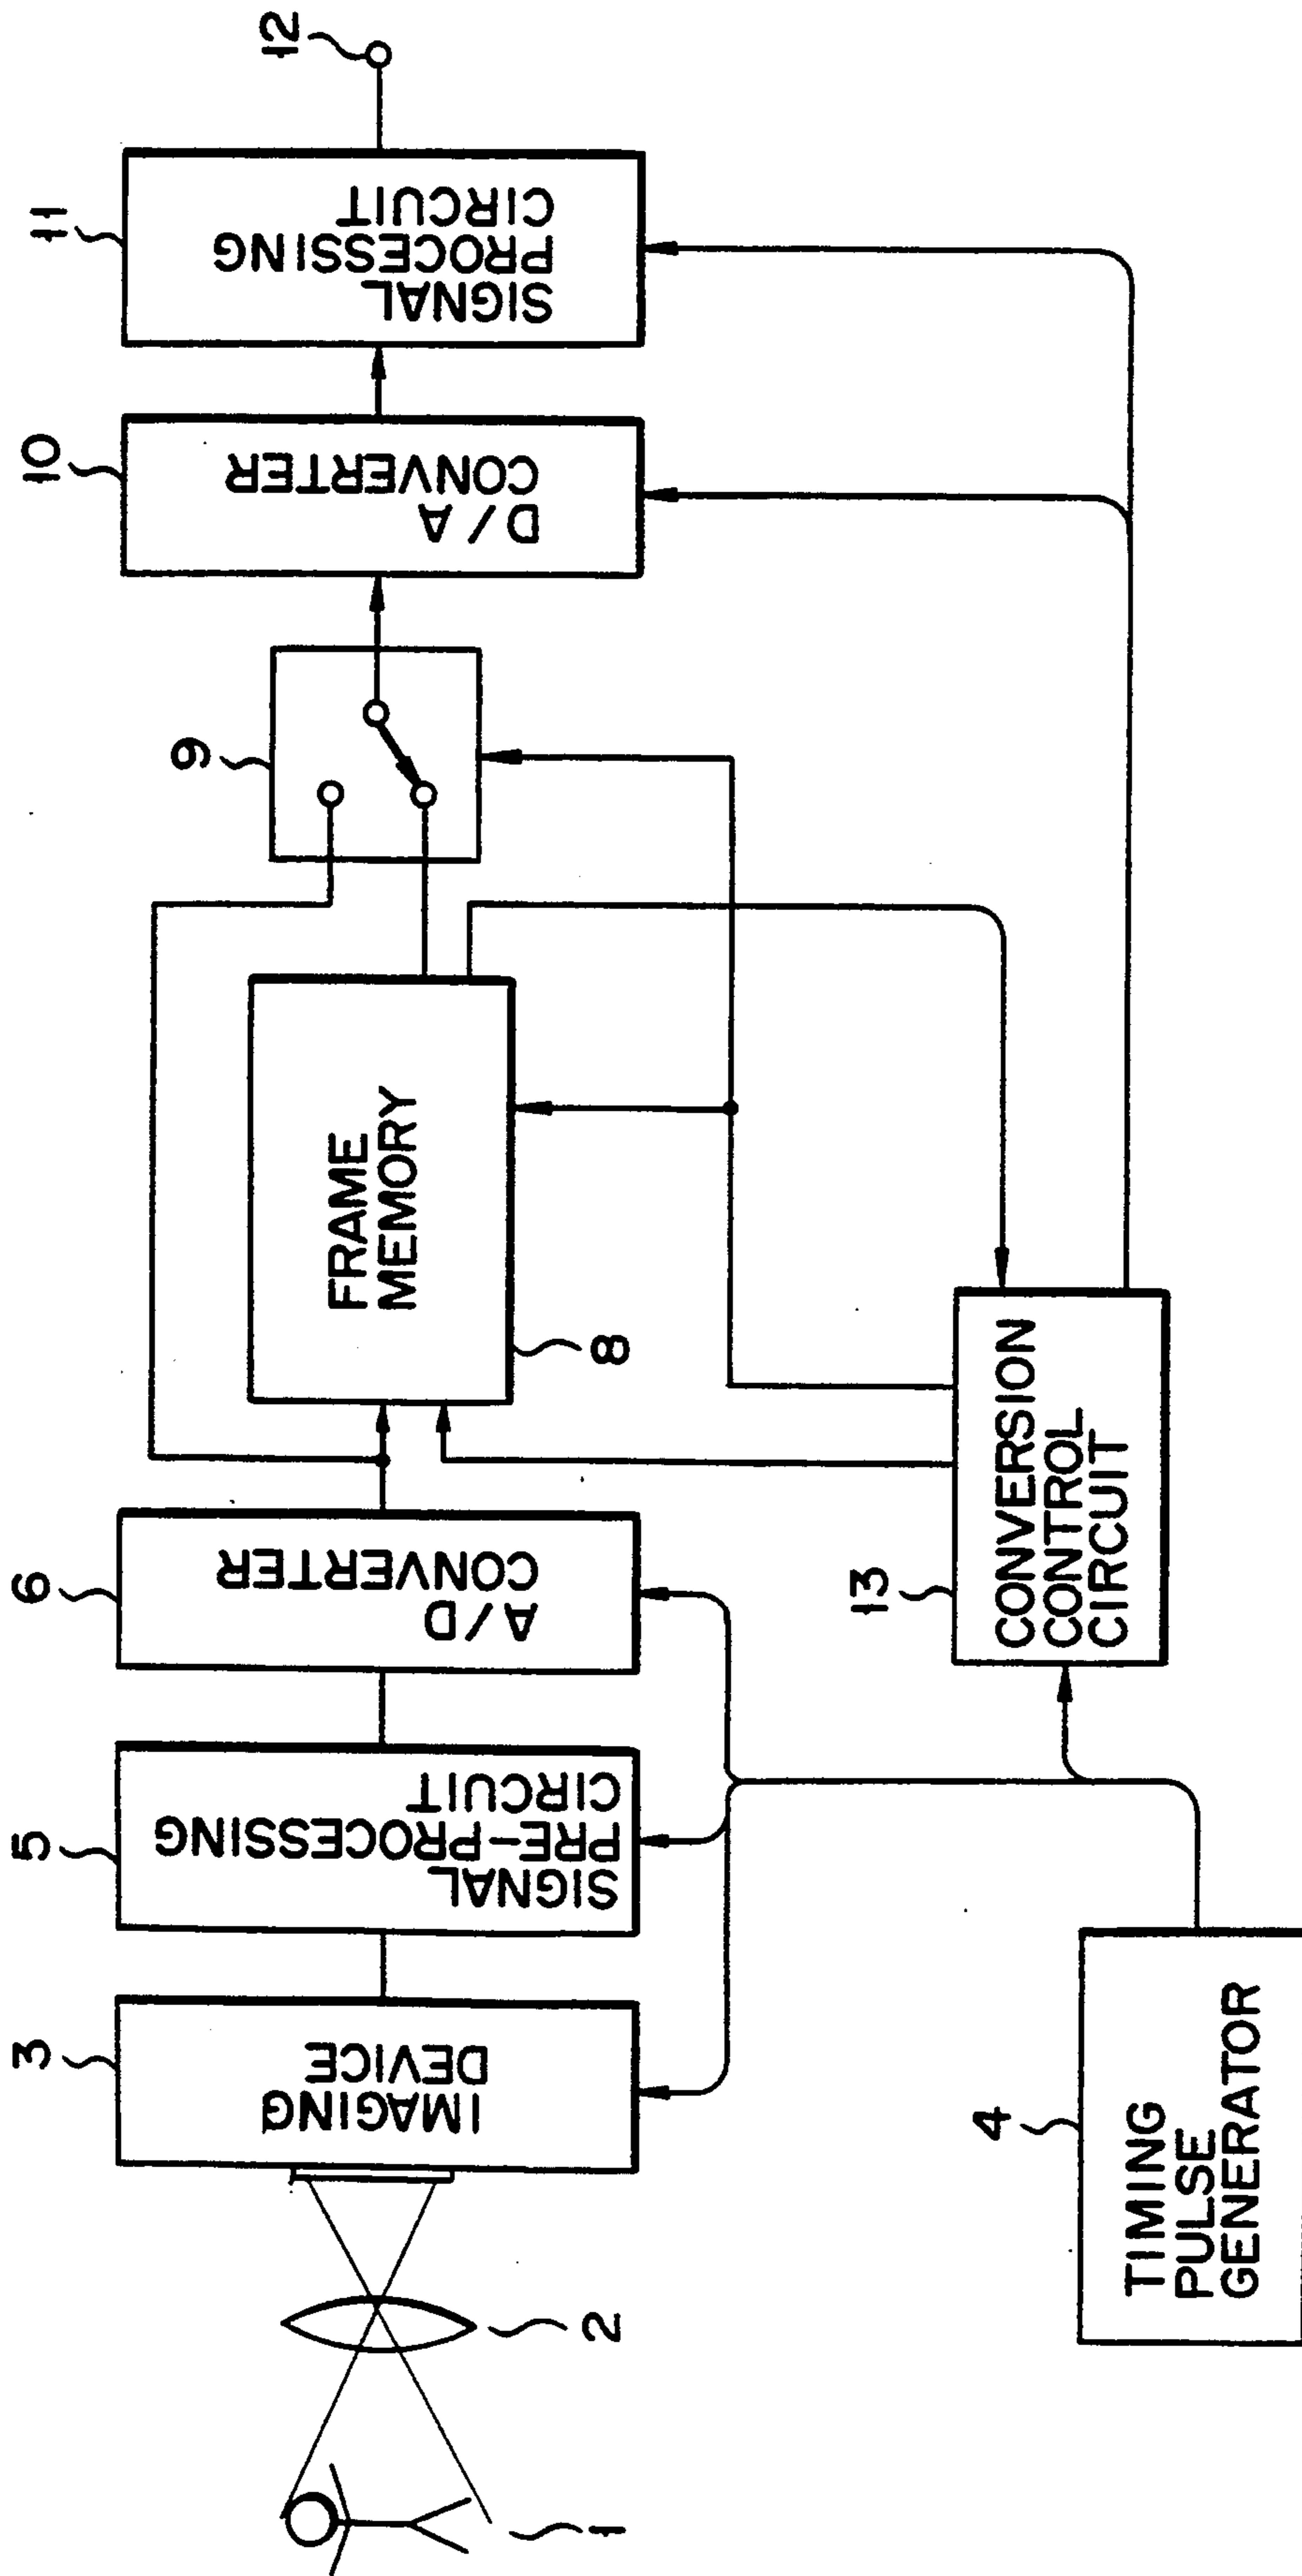 1
2
3
IMAGING
DEVICE
5
SIGNAL
PRE-PROCESSING
CIRCUIT
6
A/D
CONVERTER
8
FRAME
MEMORY
9
10
D/A
CONVERTER
11
SIGNAL
PROCESSING
CIRCUIT
12
4
TIMING
PULSE
GENERATOR
13
CONVERSION
CONTROL
CIRCUIT